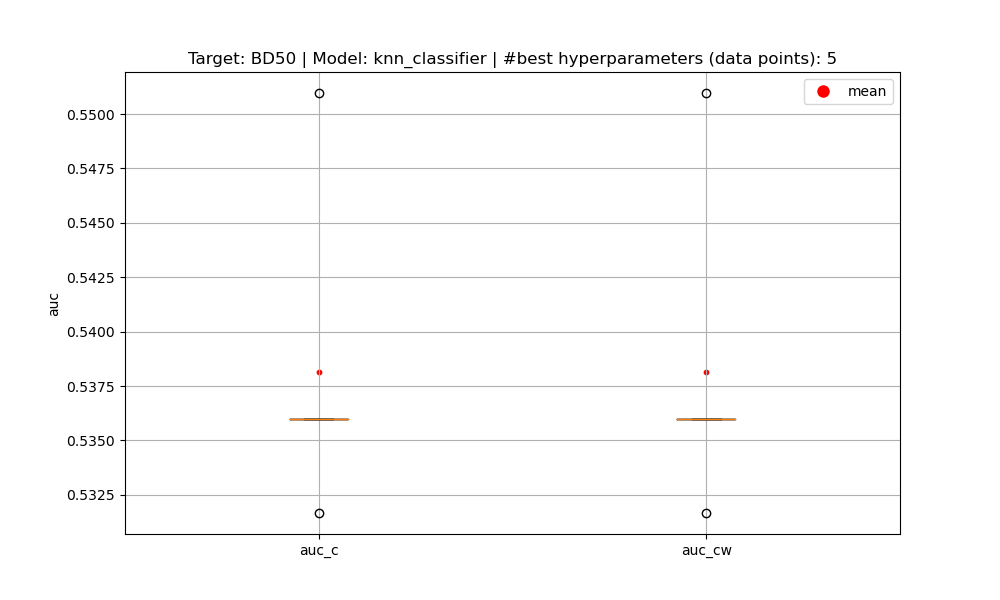 Target: BD50 | Model: knn_classifier | #best hyperparameters (data points): 5
mean
0.5500
0.5475
0.5450
0.5425
0.5400
0.5375
0.5350
0.5325
auc
auc_c
auc_cw